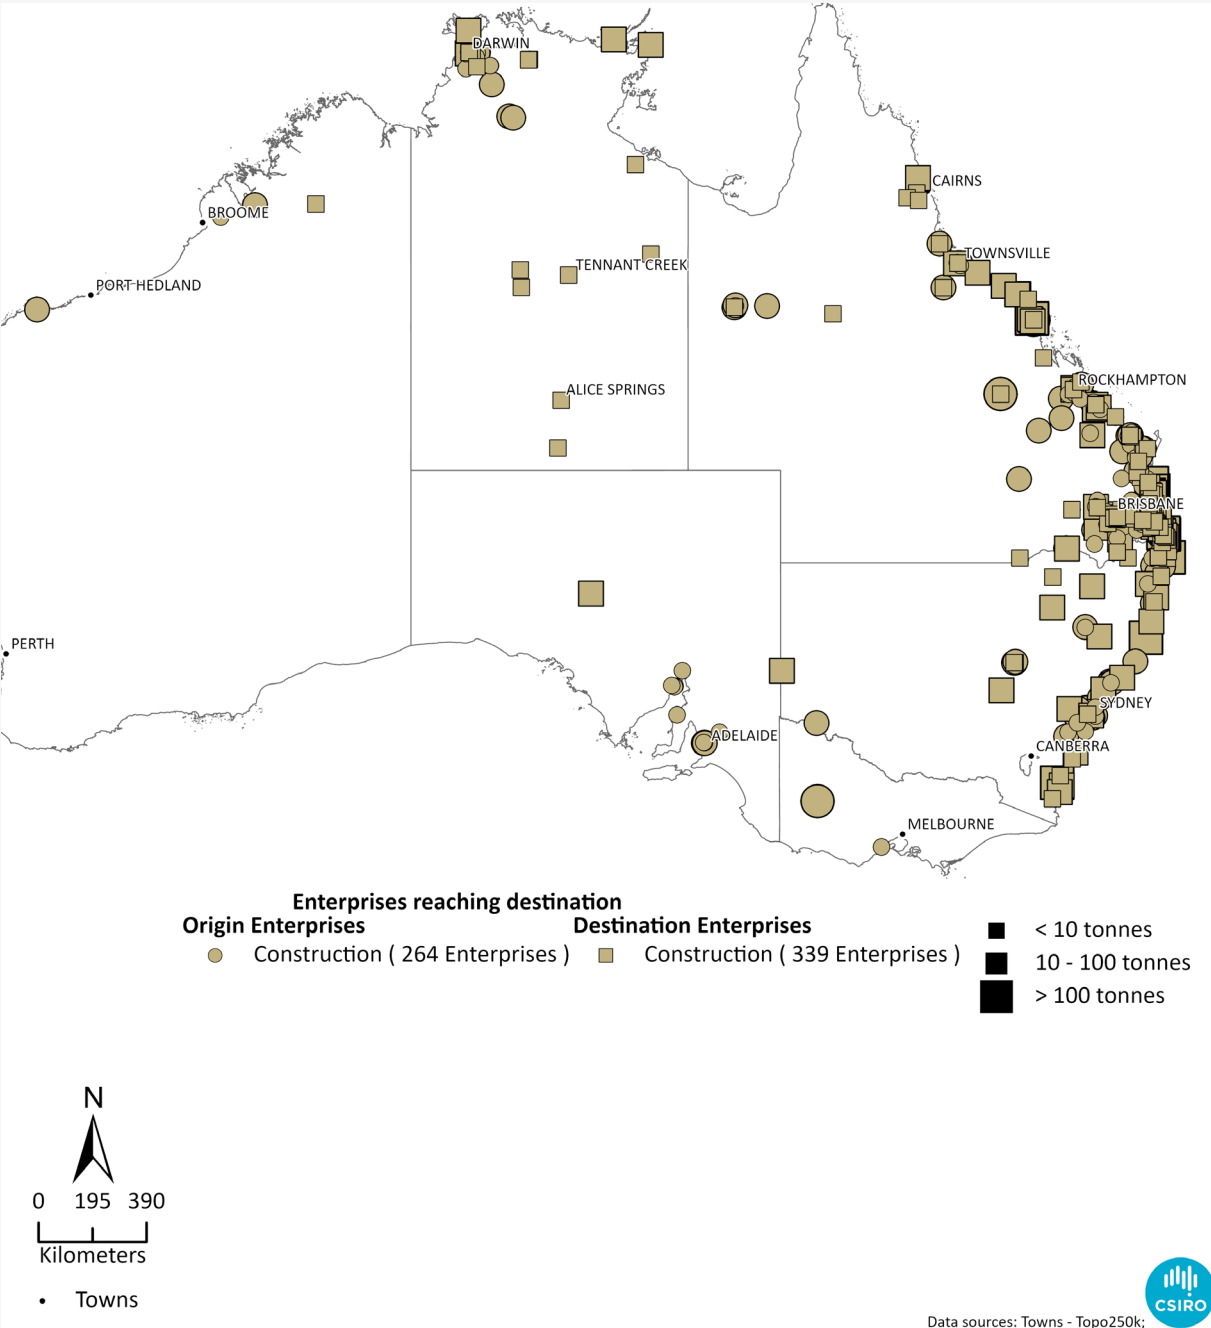 DARWIN
CAIRNS
BROOME
TOWNSVILLE
TENNANT CREEK
PORT HEDLAND
ROCKHAMPTON
ALICE SPRINGS
BRISBANE
PERTH
SYDNEY
ADELAIDE
CANBERRA
MELBOURNE
Enterprises reaching destination
Origin Enterprises Destination Enterprises
Construction ( 264 Enterprises ) Construction ( 339 Enterprises )
< 10 tonnes
10 - 100 tonnes
> 100 tonnes
N
0 195 390
Kilometers
Towns
CSIRO
Data sources: Towns - Topo250k;